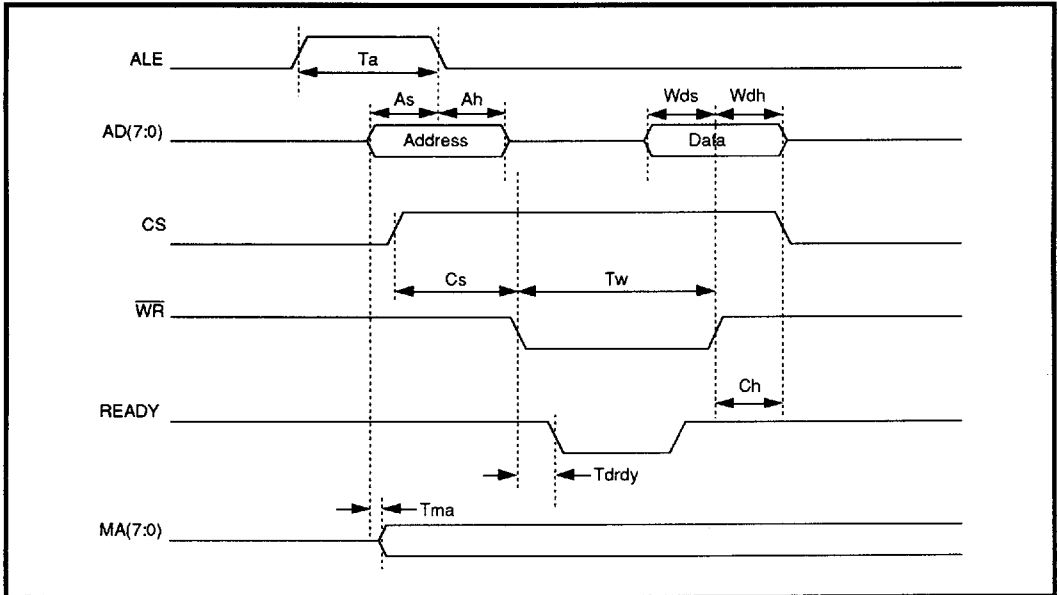 ALE
Ta
As
Ah
Wds
Wdh
AD(7:0)
Address
Data
CS
Cs
Tw
WR
Ch
READY
Tdrdy
Tma
MA(7:0)